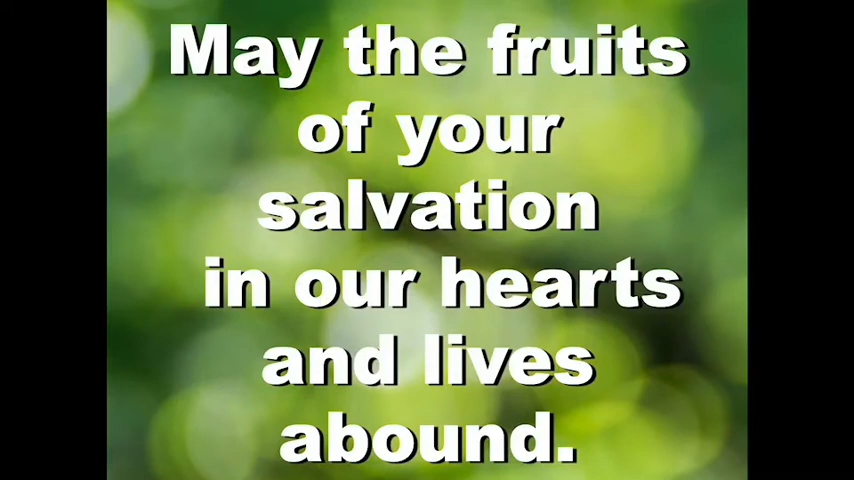 May the fruits
of your
salvation
in our hearts
and lives
abound.